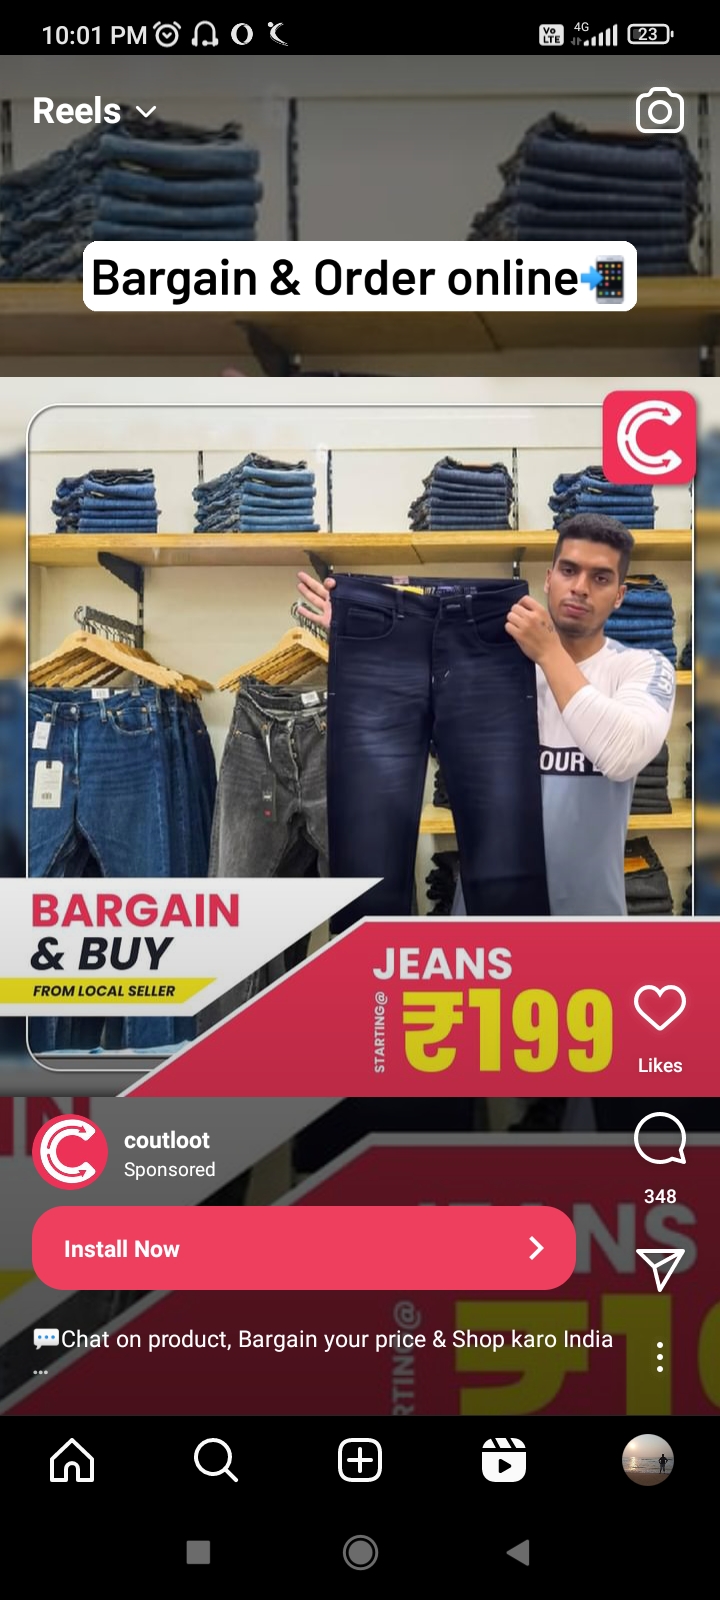 10:01 PM
Vo LTE 4G 23
Reels
Bargain & Order online
OUR
BARGAIN
& BUY
FROM LOCAL SELLER
JEANS
STARTING@
₹199
Likes
coutloot
Sponsored
348
Install Now
Chat on product, Bargain your price & Shop karo India
...